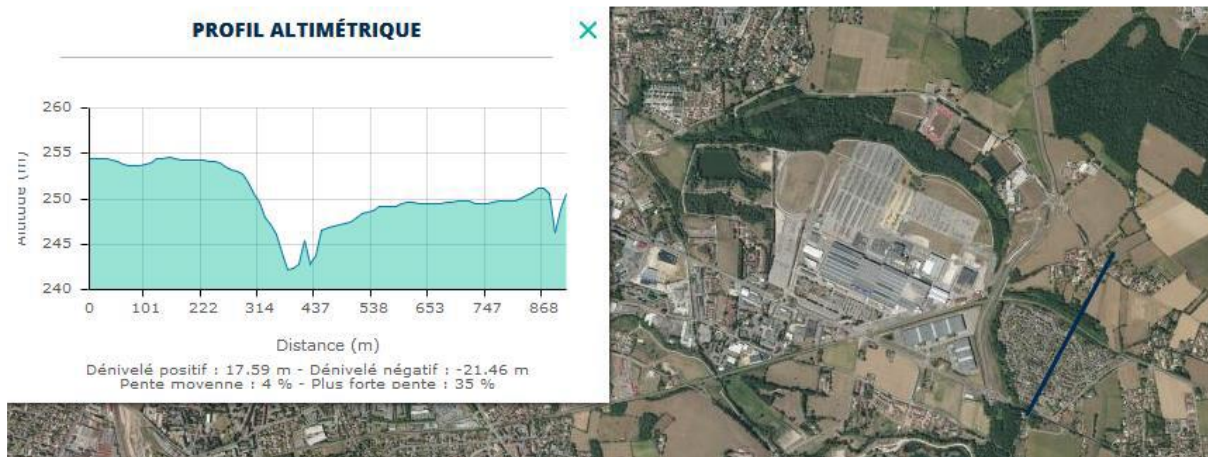 PROFIL ALTIMÉTRIQUE
✕
260
255
250
245
240
Altitude (m)
0 101 222 314 437 538 653 747 868
Distance (m)
Dénivelé positif : 17.59 m - Dénivelé négatif : -21.46 m
Pente moyenne : 4 % - Plus forte pente : 35 %